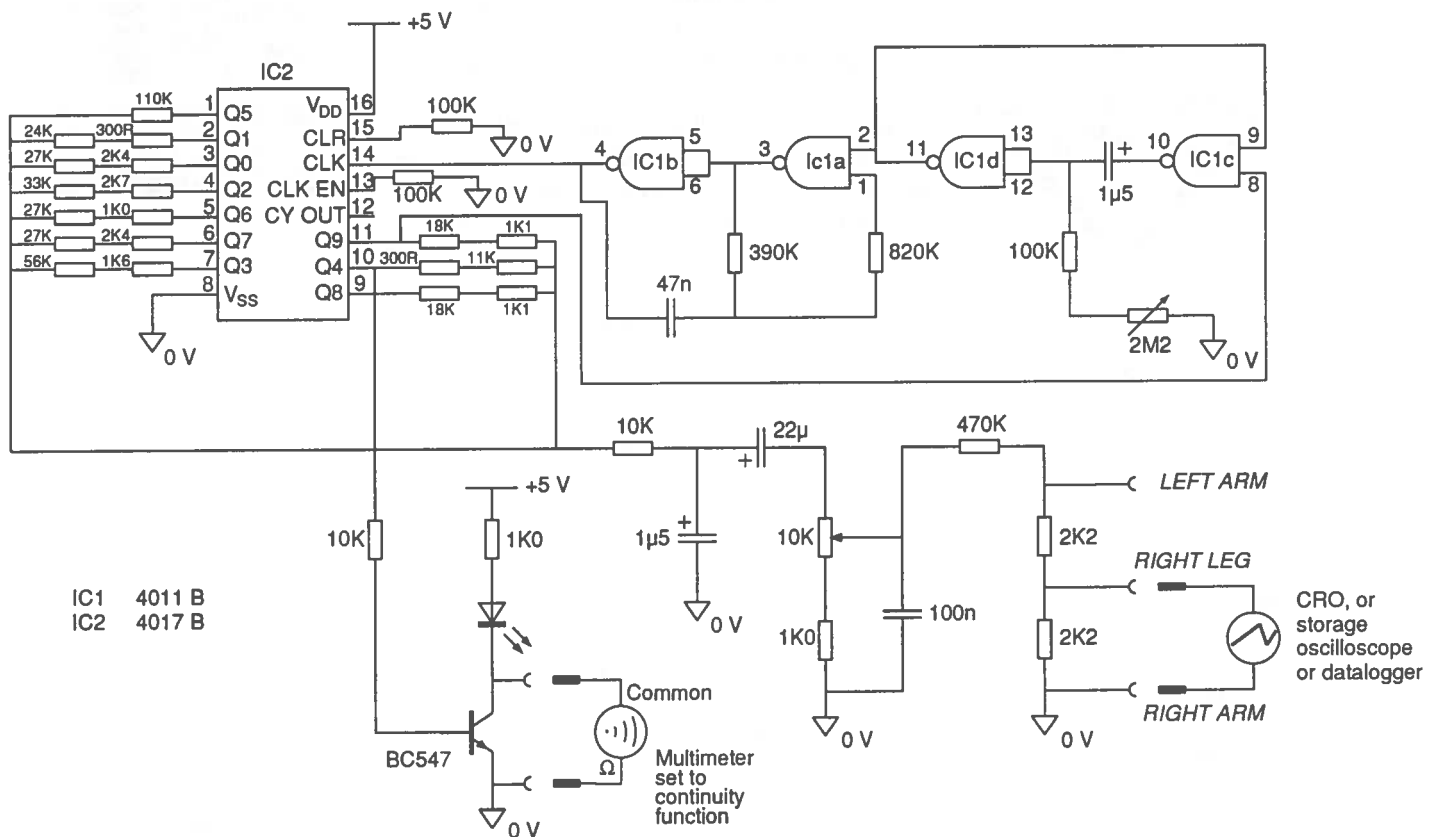 +5 V
IC2
110K
1
Q5
VDD
16
100K
24K
300R
2
Q1
CLR
15
0 V
27K
2K4
3
Q0
CLK
14
33K
2K7
4
Q2
CLK EN
13
100K
0 V
27K
1K0
5
Q6
CY OUT
12
27K
2K4
6
Q7
Q9
11
18K
1K1
56K
1K6
7
Q3
Q4
10
300R
11K
8
VSS
Q8
9
18K
1K1
0 V
4
IC1b
5
6
3
Ic1a
2
1
11
IC1d
13
12
+
1µ5
10
IC1c
9
8
390K
820K
100K
47n
2M2
0 V
10K
22µ
+
470K
LEFT ARM
+5 V
10K
1K0
+
1µ5
0 V
10K
2K2
RIGHT LEG
100n
1K0
2K2
CRO, or
storage
oscilloscope
or datalogger
RIGHT ARM
0 V
0 V
IC1 4011 B
IC2 4017 B
Common
BC547
Ω
Multimeter
set to
continuity
function
0 V